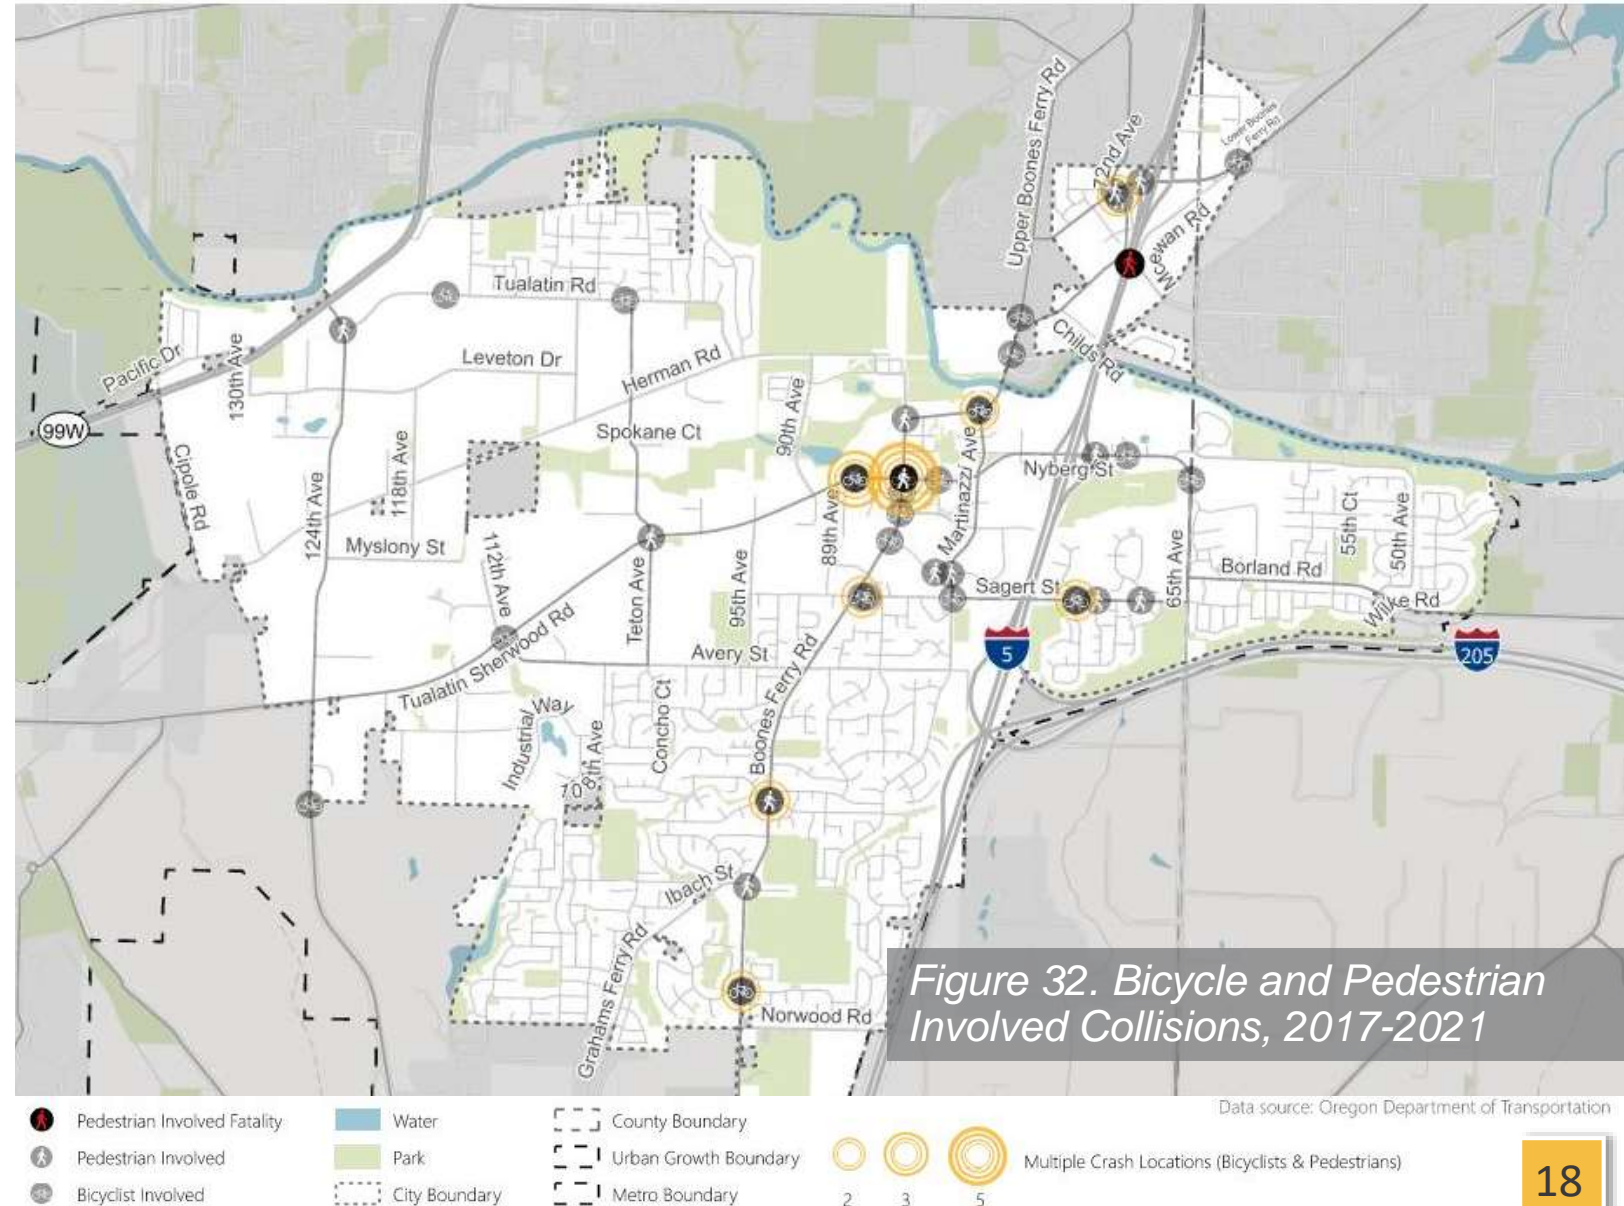 Upper Boones Ferry Rd
72nd Ave
Lower Boones
Ferry Rd
Mcewan Rd
Tualatin Rd
Pacific Dr
130th Ave
Leveton Dr
Herman Rd
Childs Rd
99W
90th Ave
Spokane Ct
Cipole Rd
118th Ave
Martinazzi Ave
Nyberg St
124th Ave
89th Ave
55th Ct
50th Ave
Myslony St
112th Ave
Teton Ave
95th Ave
Sagert St
65th Ave
Borland Rd
Wilke Rd
5
205
Tualatin Sherwood Rd
Avery St
Boones Ferry Rd
Concho Ct
Industrial Way
108th Ave
Ibach St
Grahams Ferry Rd
Norwood Rd
Figure 32. Bicycle and Pedestrian
Involved Collisions, 2017-2021
Data source: Oregon Department of Transportation
Pedestrian Involved Fatality
Pedestrian Involved
Bicyclist Involved
Water
Park
City Boundary
County Boundary
Urban Growth Boundary
Metro Boundary
2 3 5
Multiple Crash Locations (Bicyclists & Pedestrians)
18